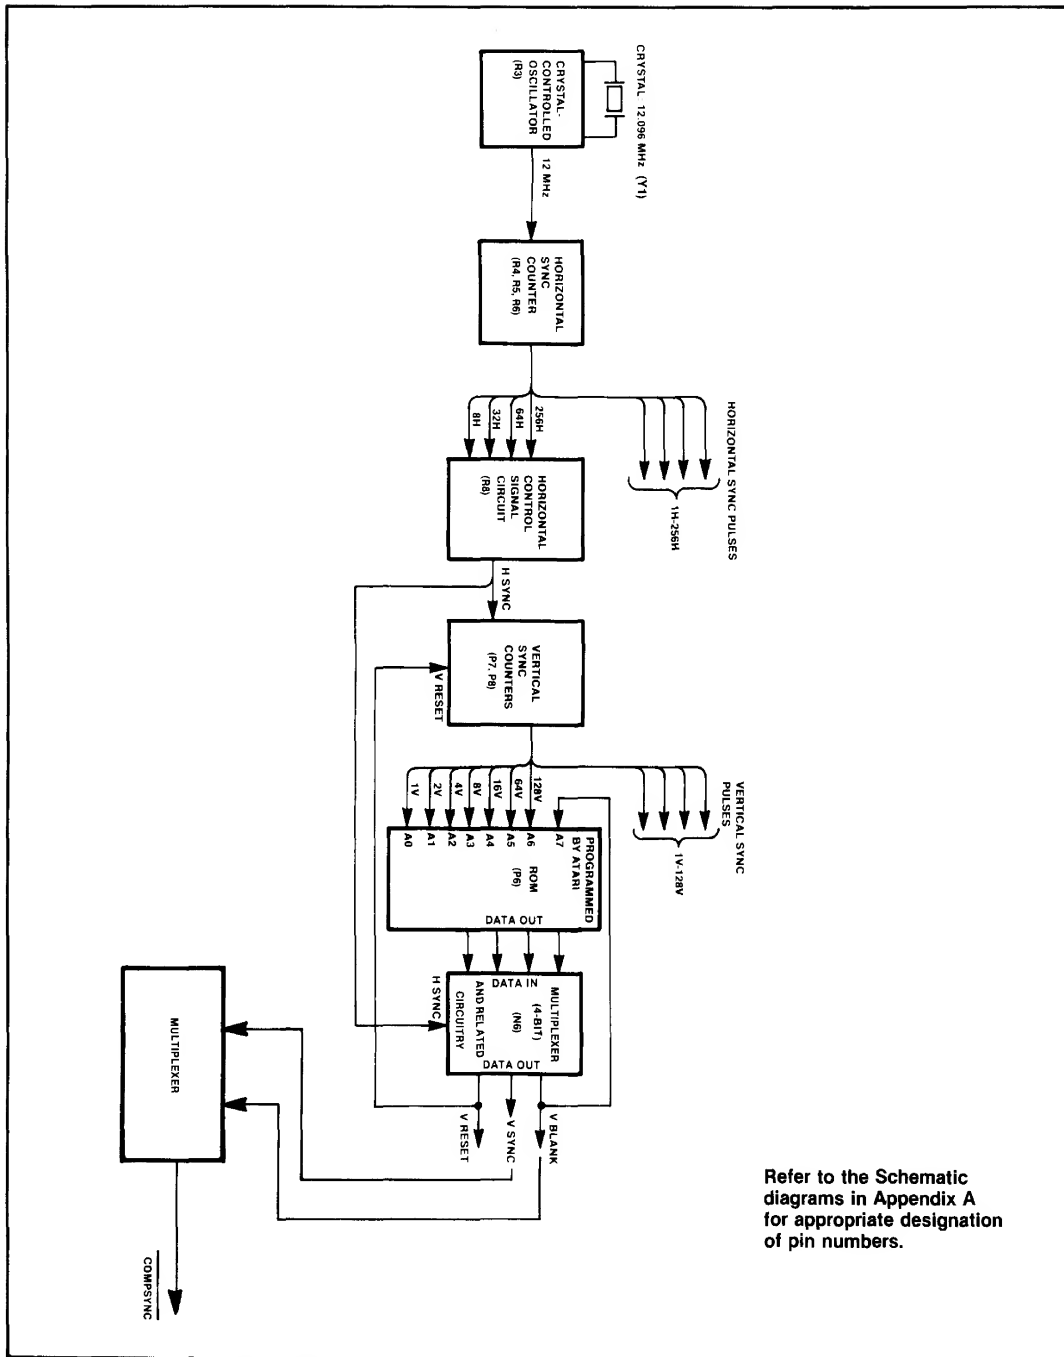 CRYSTAL 12.096 MHz (Y1)
CRYSTAL-
CONTROLLED
OSCILLATOR
(R3)
12 MHz
HORIZONTAL
SYNC
COUNTER
(R4, R5, R6)
HORIZONTAL SYNC PULSES
1H-256H
256H
64H
32H
8H
HORIZONTAL
CONTROL
SIGNAL
CIRCUIT
(R8)
H SYNC
VERTICAL
SYNC
COUNTERS
(P7, P8)
V RESET
VERTICAL SYNC
PULSES
1V-128V
128V
64V
16V
8V
4V
2V
1V
A7
A6
A5
A4
A3
A2
A1
A0
PROGRAMMED
BY ATARI
ROM
(P6)
DATA OUT
DATA IN
MULTIPLEXER
(4-BIT)
(N6)
AND RELATED
CIRCUITRY
H SYNC
DATA OUT
V BLANK
V SYNC
V RESET
MULTIPLEXER
COMPSYNC
Refer to the Schematic
diagrams in Appendix A
for appropriate designation
of pin numbers.